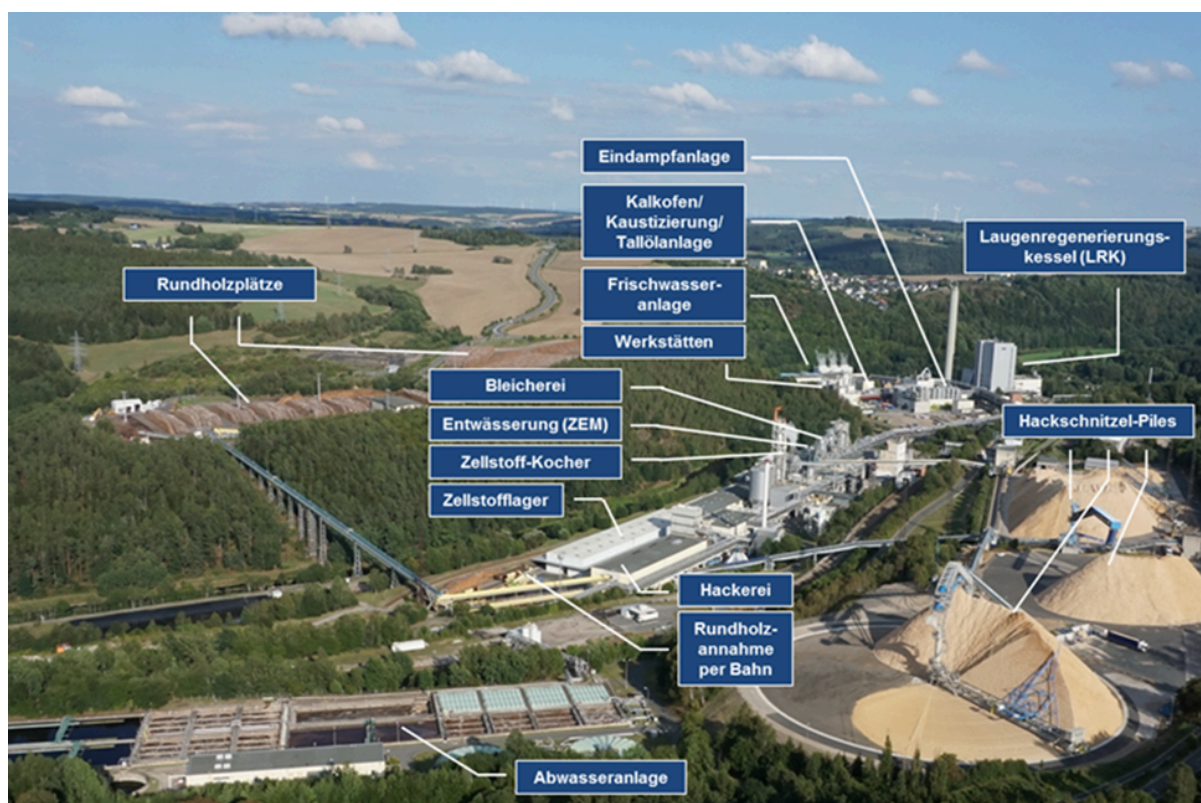 Eindampfanlage
Kalkofen/
Kaustizierung/
Tallölanlage
Laugenregenerierungs-
kessel (LRK)
Rundholzplätze
Frischwasser-
anlage
Werkstätten
Bleicherei
Hackschnitzel-Piles
Entwässerung (ZEM)
Zellstoff-Kocher
Zellstofflager
Hackerei
Rundholz-
annahme
per Bahn
Abwasseranlage